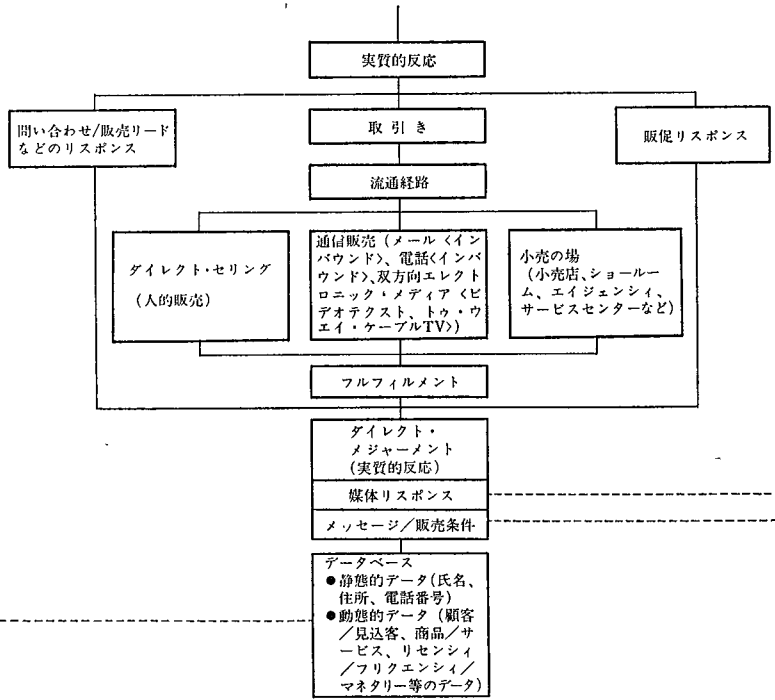 実質的反応
問い合わせ/販売リード
などのリスポンス
取引き
販促リスポンス
流通経路
ダイレクト・セリング
(人的販売)
通信販売(メール〈イン
バウンド〉、電話〈インバ
ウンド〉、双方向エレクト
ロニック・メディア〈ビ
デオテクスト、トゥ・ウ
エイ・ケーブルTV〉)
小売の場
(小売店、ショールー
ム、エイジェンシィ、
サービスセンターなど)
フルフィルメント
ダイレクト・
メジャーメント
(実質的反応)
媒体リスポンス
メッセージ/販売条件
データベース
●静態的データ(氏名、
住所、電話番号)
●動態的データ(顧客
/見込客、商品/サ
ービス、リセンシィ
/フリクエンシィ/
マネタリー等のデータ)